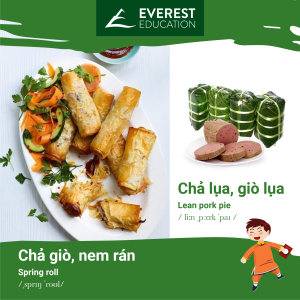 EVEREST
EDUCATION
Chả lụa, giò lụa
Lean pork pie
/ liːn pɔːrk ˈpaɪ /
Chả giò, nem rán
Spring roll
/ˌsprɪŋ ˈroʊl/